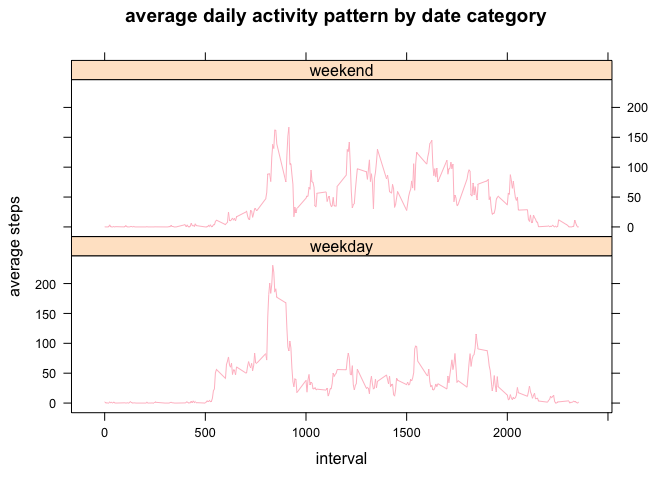 average daily activity pattern by date category
weekend
200
150
100
50
0
average steps
weekday
200
150
100
50
0
0 500 1000 1500 2000
interval